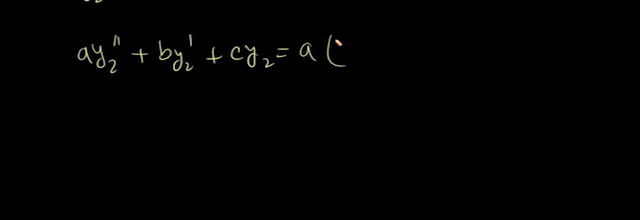 ay₂'' + by₂' + cy₂ = a (